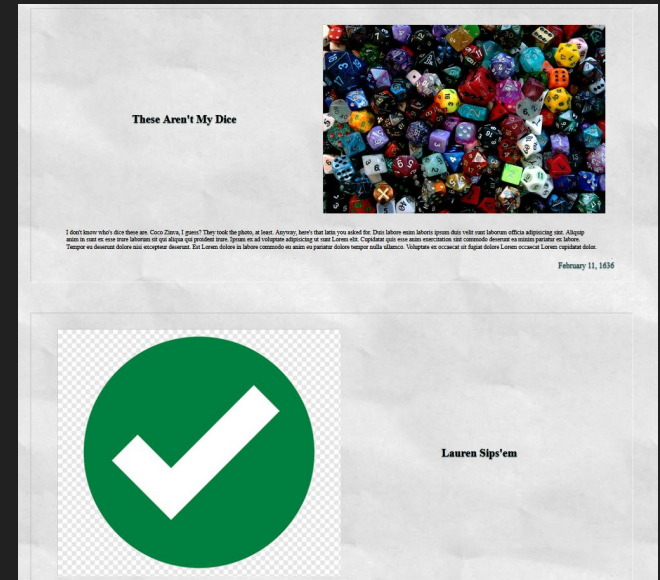 These Aren't My Dice
I don't know who's dice these are. Coco Zinva, I guess? They took the photo, at least. Anyway, here's that latin you asked for. Duis labore enim laboris ipsum duis velit sunt laborum officia adipisicing sint. Aliquip
anim in sunt ex esse irure laborum sit qui aliqua qui proident irure. Ipsum ex ad voluptate adipisicing ut sunt Lorem elit. Cupidatat quis esse anim exercitation sint commodo deserunt ea minim pariatur ex labore.
Tempor eu deserunt dolore nisi excepteur deserunt. Est Lorem dolore in labore commodo eu anim eu pariatur dolore tempor nulla ullamco. Voluptate ex occaecat sit fugiat dolore Lorem occaecat cupidatat dolor.
February 11, 1636
Lauren Sips'em